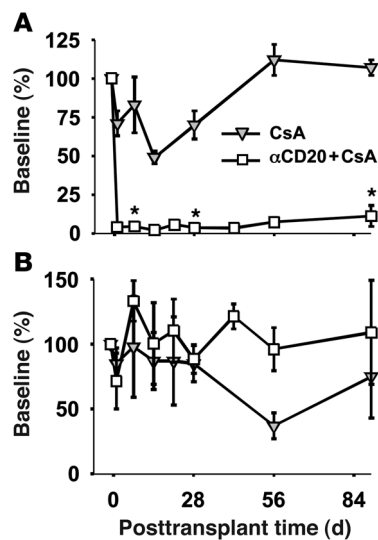 A
125
100
75
50
25
0
Baseline (%)
CsA
αCD20+CsA
*
*
*
B
150
100
50
0
Baseline (%)
0 28 56 84
Posttransplant time (d)